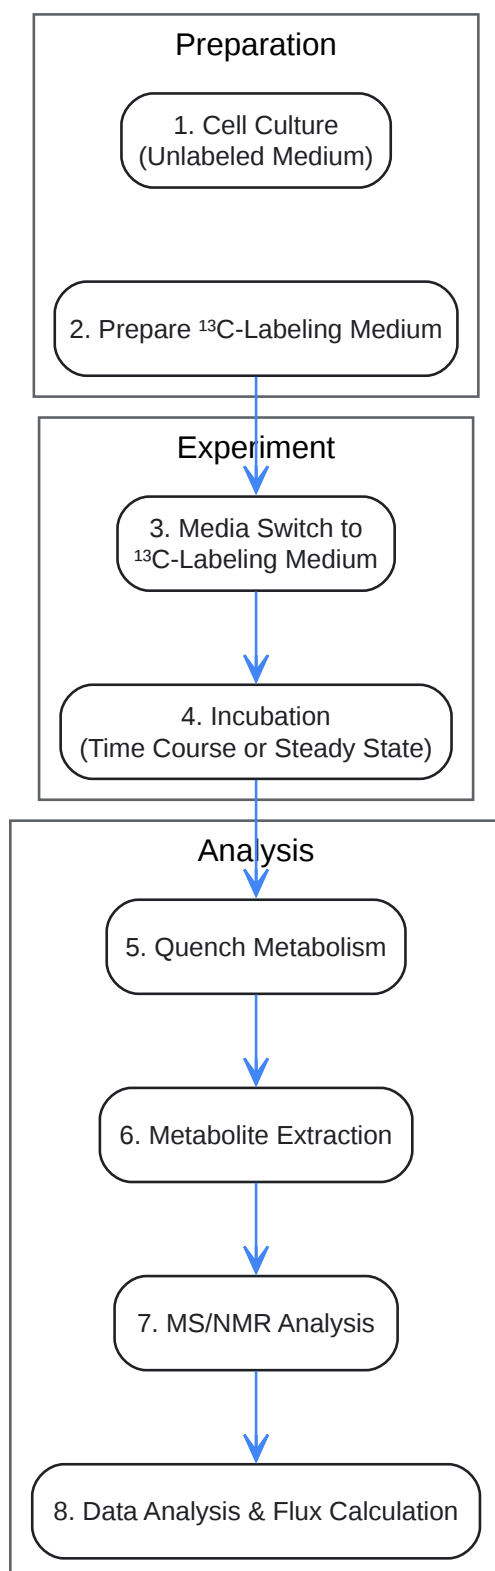 Preparation
1. Cell Culture
(Unlabeled Medium)
2. Prepare ¹³C-Labeling Medium
Experiment
3. Media Switch to
¹³C-Labeling Medium
4. Incubation
(Time Course or Steady State)
Analysis
5. Quench Metabolism
6. Metabolite Extraction
7. MS/NMR Analysis
8. Data Analysis & Flux Calculation